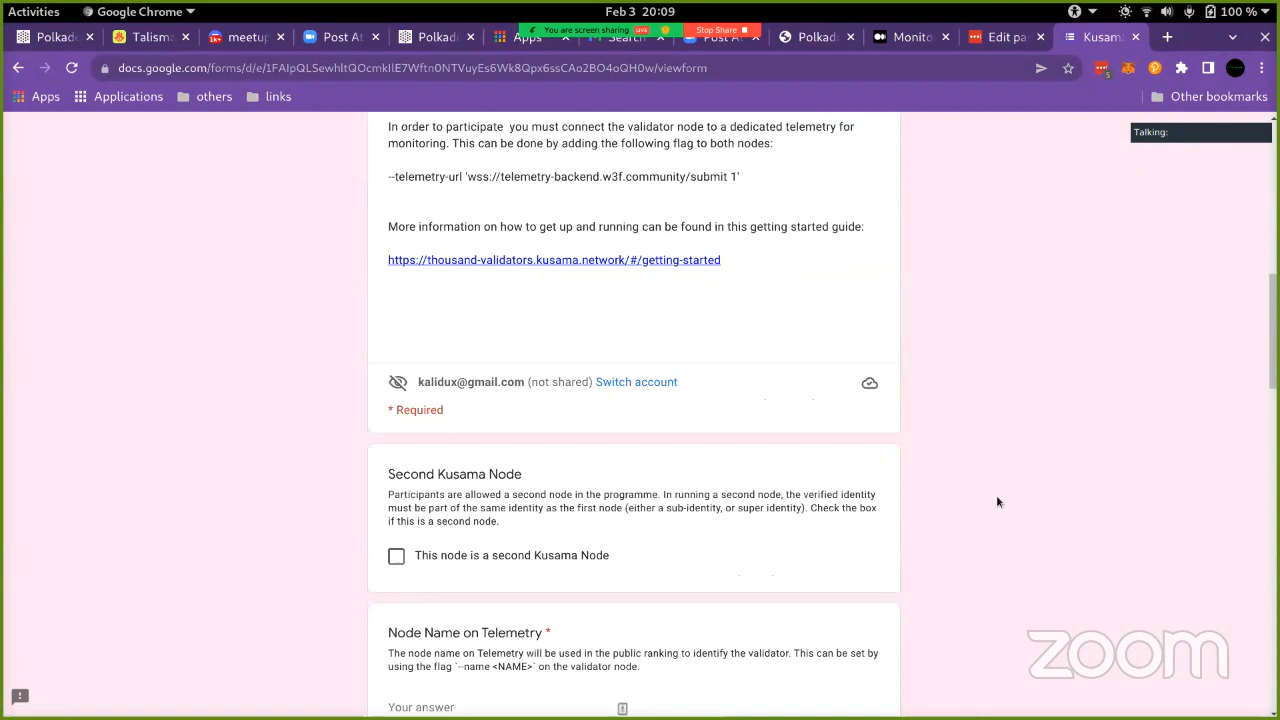 Activities
Google Chrome
Feb 3 20:09
100 %
You are screen sharing
LIVE
Stop Share
Polkad
Talisma
1k+
meetup
Post At
Polkad
Apps
Search
Post A
Polkad
Monito
Edit pa
Kusam
docs.google.com/forms/d/e/1FAIpQLSewhltQOcmkIlE7Wftn0NTVuyEs6Wk8Qpx6ssCAo2BO4oQH0w/viewform
5
Apps
Applications
others
links
Other bookmarks
Talking:
In order to participate you must connect the validator node to a dedicated telemetry for
monitoring. This can be done by adding the following flag to both nodes:
--telemetry-url 'wss://telemetry-backend.w3f.community/submit 1'
More information on how to get up and running can be found in this getting started guide:
https://thousand-validators.kusama.network/#/getting-started
kalidux@gmail.com (not shared) Switch account
* Required
Second Kusama Node
Participants are allowed a second node in the programme. In running a second node, the verified identity
must be part of the same identity as the first node (either a sub-identity, or super identity). Check the box
if this is a second node.
This node is a second Kusama Node
Node Name on Telemetry *
The node name on Telemetry will be used in the public ranking to identify the validator. This can be set by
using the flag `--name <NAME>` on the validator node.
Your answer
zoom